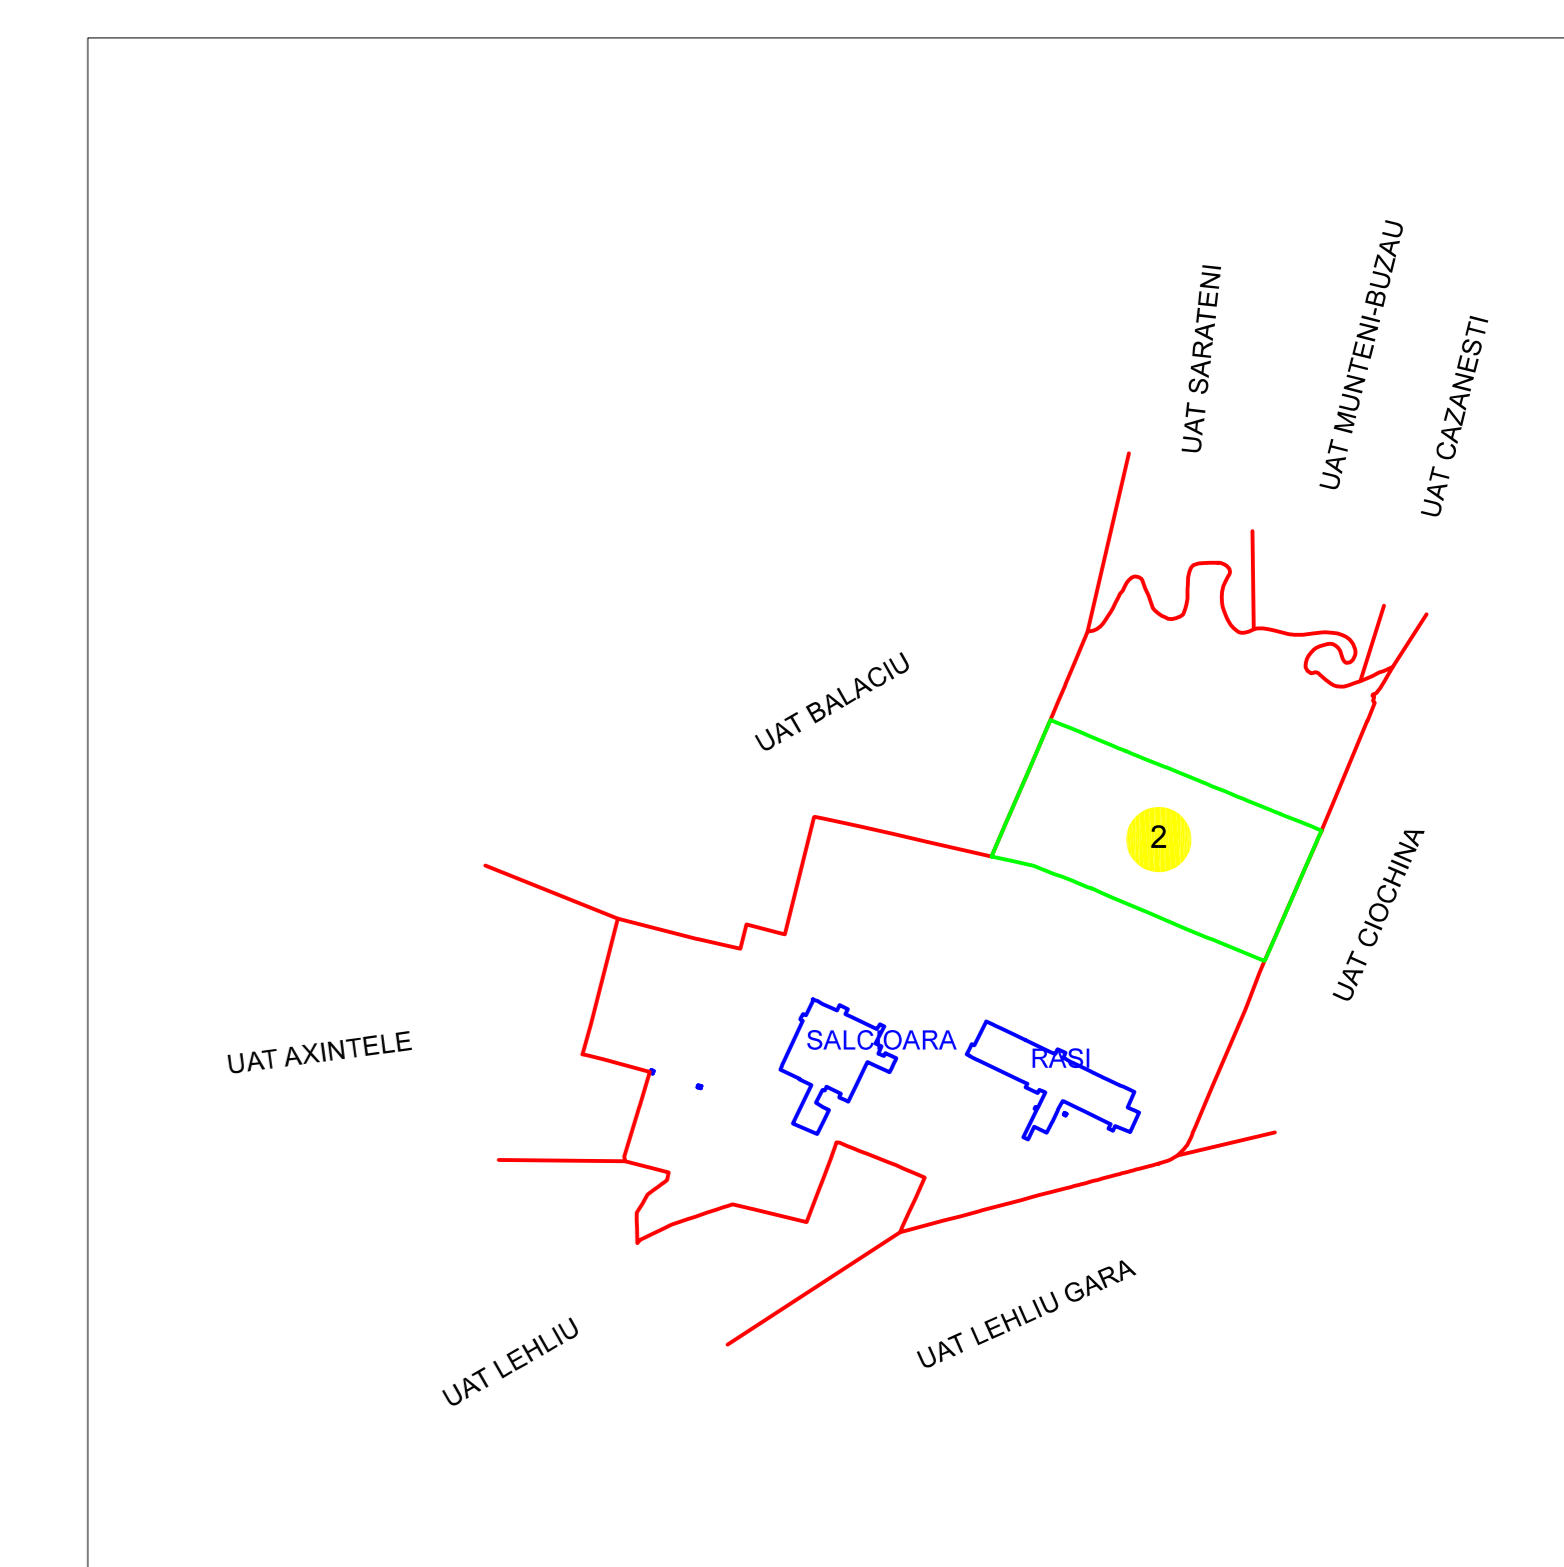 UAT SARATENI
UAT MUNTENI-BUZAU
UAT CAZANESTI
UAT BALACIU
2
UAT CIOCHINA
UAT AXINTELE
SALCIOARA
RASI
UAT LEHLIU
UAT LEHLIU GARA